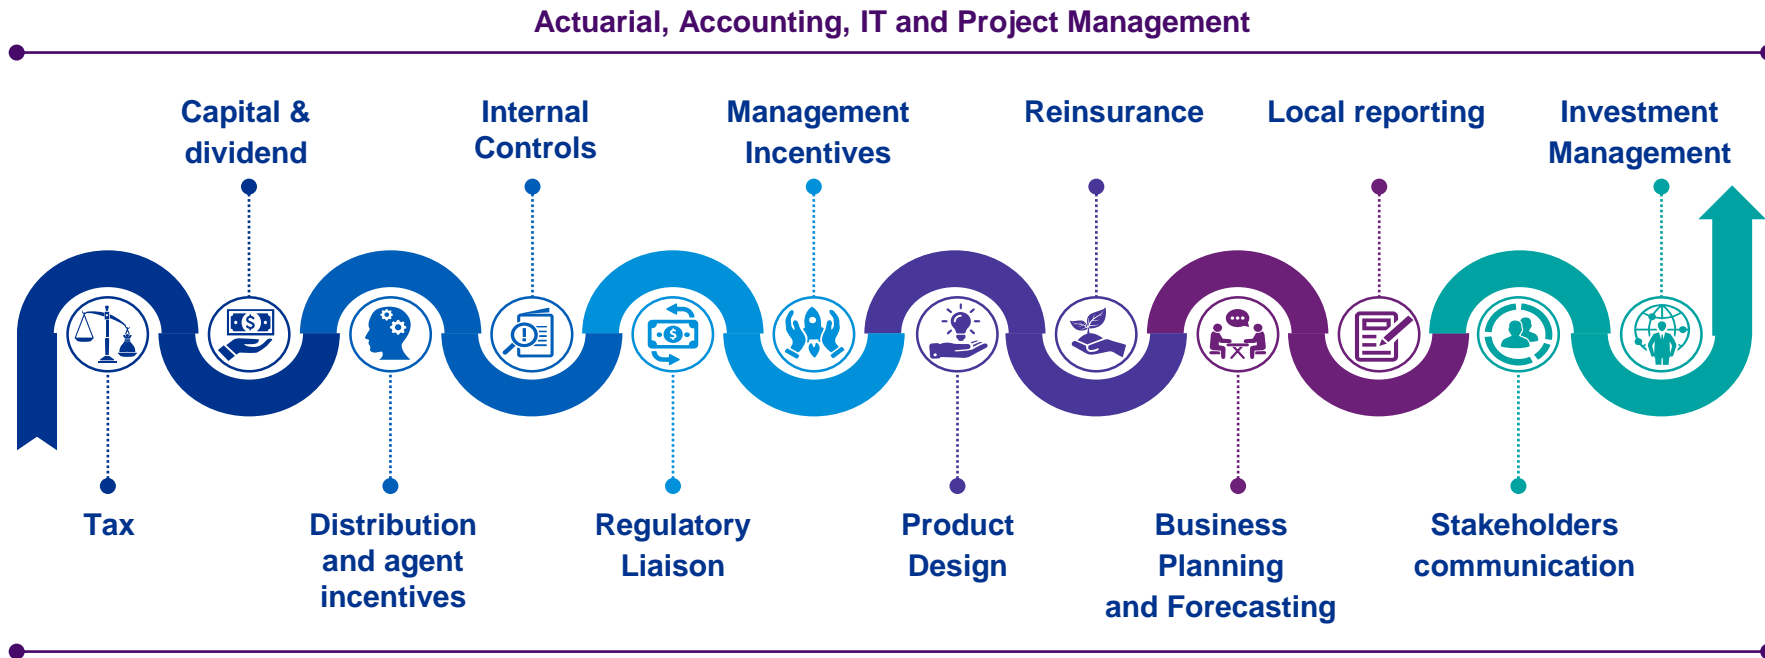 Actuarial, Accounting, IT and Project Management
Capital &
dividend
Internal
Controls
Management
Incentives
Reinsurance
Local reporting
Investment
Management
Tax
Distribution
and agent
incentives
Regulatory
Liaison
Product
Design
Business
Planning
and Forecasting
Stakeholders
communication